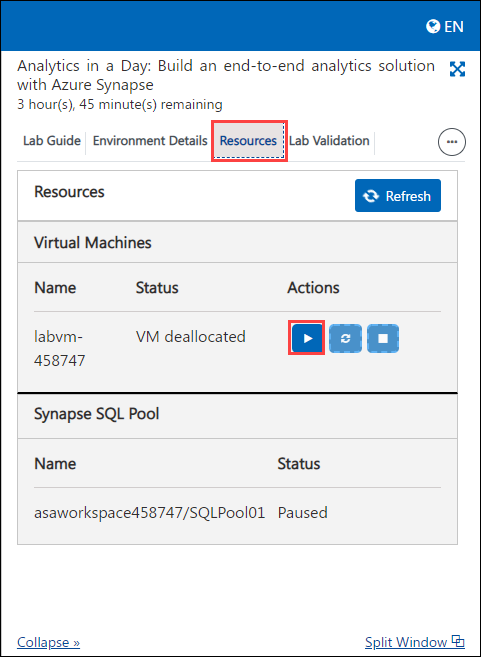 EN
Analytics in a Day: Build an end-to-end analytics solution
with Azure Synapse
3 hour(s), 45 minute(s) remaining
Lab Guide Environment Details Resources Lab Validation
Resources Refresh
Virtual Machines
Name Status Actions
labvm-
458747 VM deallocated
Synapse SQL Pool
Name Status
asaworkspace458747/SQLPool01 Paused
Collapse » Split Window